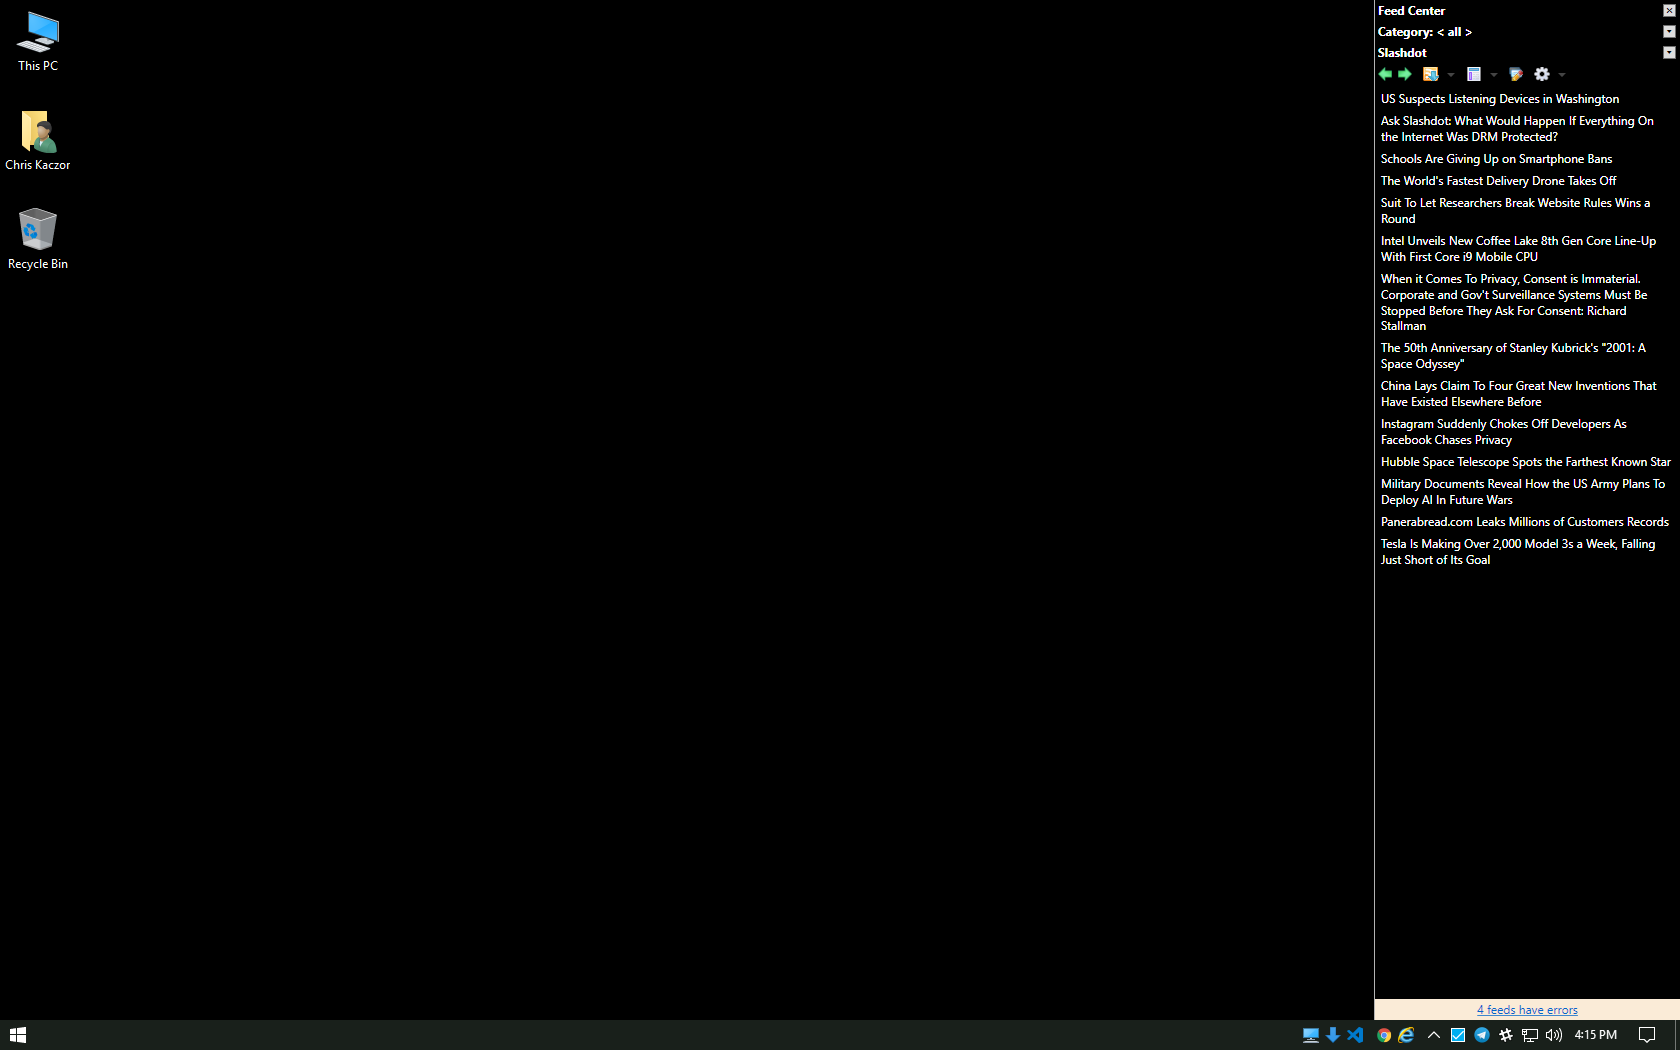 This PC
Chris Kaczor
Recycle Bin
Feed Center
Category: < all >
Slashdot
US Suspects Listening Devices in Washington
Ask Slashdot: What Would Happen If Everything On
the Internet Was DRM Protected?
Schools Are Giving Up on Smartphone Bans
The World's Fastest Delivery Drone Takes Off
Suit To Let Researchers Break Website Rules Wins a
Round
Intel Unveils New Coffee Lake 8th Gen Core Line-Up
With First Core i9 Mobile CPU
When it Comes To Privacy, Consent is Immaterial.
Corporate and Gov't Surveillance Systems Must Be
Stopped Before They Ask For Consent: Richard
Stallman
The 50th Anniversary of Stanley Kubrick's "2001: A
Space Odyssey"
China Lays Claim To Four Great New Inventions That
Have Existed Elsewhere Before
Instagram Suddenly Chokes Off Developers As
Facebook Chases Privacy
Hubble Space Telescope Spots the Farthest Known Star
Military Documents Reveal How the US Army Plans To
Deploy AI In Future Wars
Panerabread.com Leaks Millions of Customers Records
Tesla Is Making Over 2,000 Model 3s a Week, Falling
Just Short of Its Goal
4 feeds have errors
4:15 PM